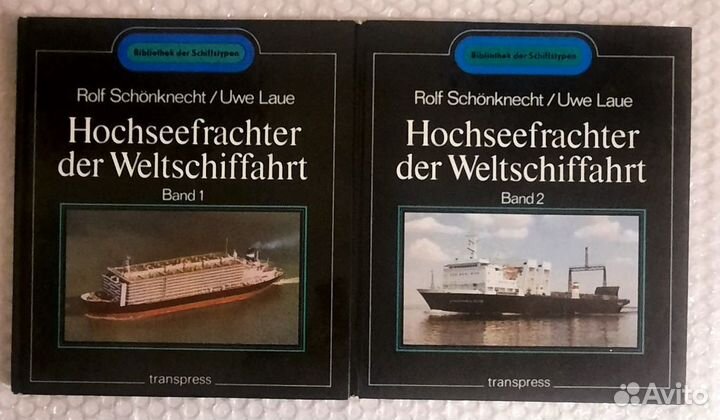 Bibliothek der Schiffstypen
Rolf Schönknecht/Uwe Laue
Hochseefrachter
der Weltschiffahrt
Band 1
transpress
Bibliothek der Schiffstypen
Rolf Schönknecht/Uwe Laue
Hochseefrachter
der Weltschiffahrt
Band 2
transpress
Avito